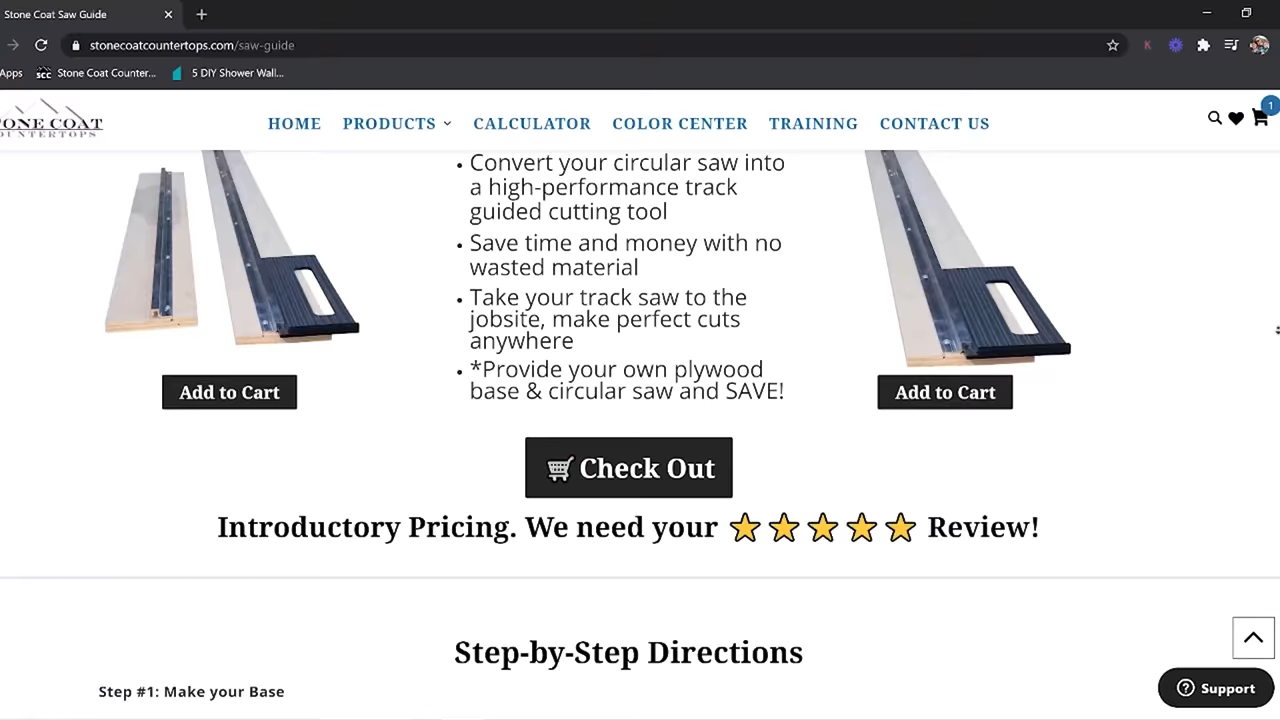 Stone Coat Saw Guide
stonecoatcountertops.com/saw-guide
Apps
Stone Coat Counter...
5 DIY Shower Wall...
HOME
PRODUCTS
CALCULATOR
COLOR CENTER
TRAINING
CONTACT US
1
• Convert your circular saw into
a high-performance track
guided cutting tool
• Save time and money with no
wasted material
• Take your track saw to the
jobsite, make perfect cuts
anywhere
• *Provide your own plywood
base & circular saw and SAVE!
Add to Cart
Add to Cart
Check Out
Introductory Pricing. We need your ⭐⭐⭐⭐⭐ Review!
Step-by-Step Directions
Step #1: Make your Base
Support